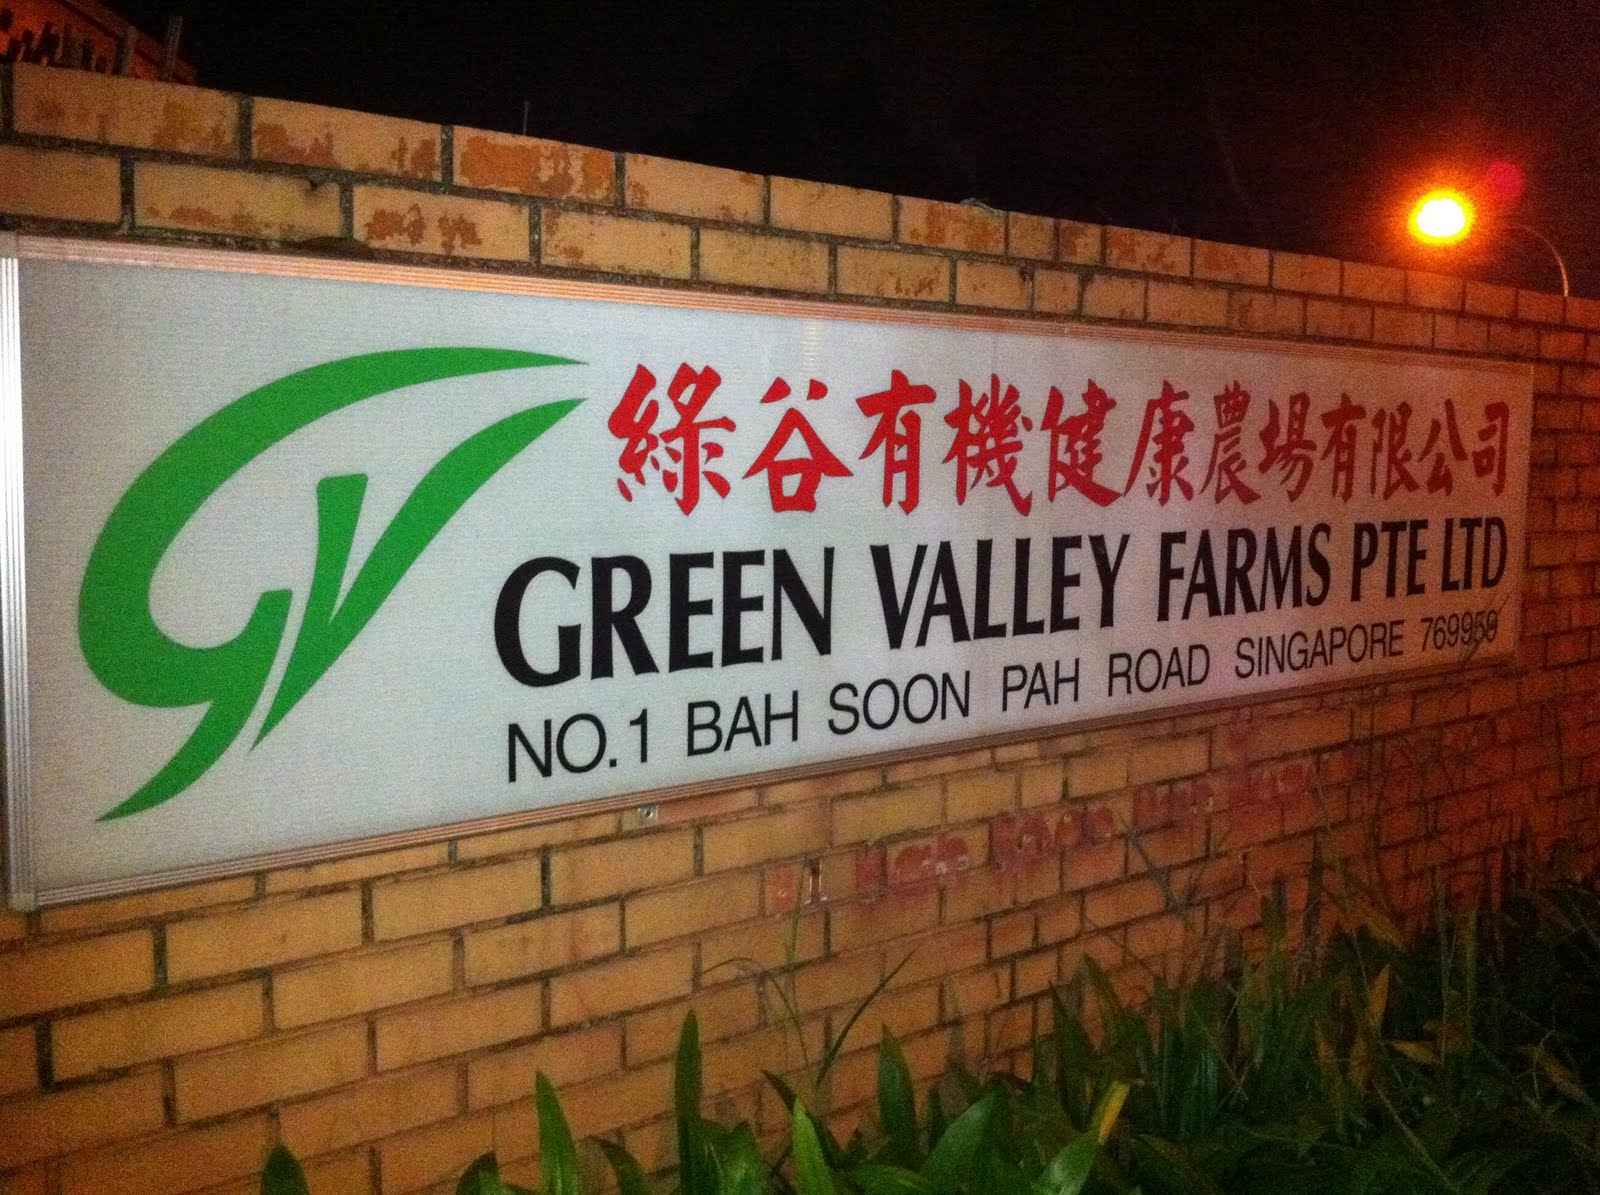 綠谷有機健康農場有限公司
GREEN VALLEY FARMS PTE LTD
NO.1 BAH SOON PAH ROAD SINGAPORE 769959